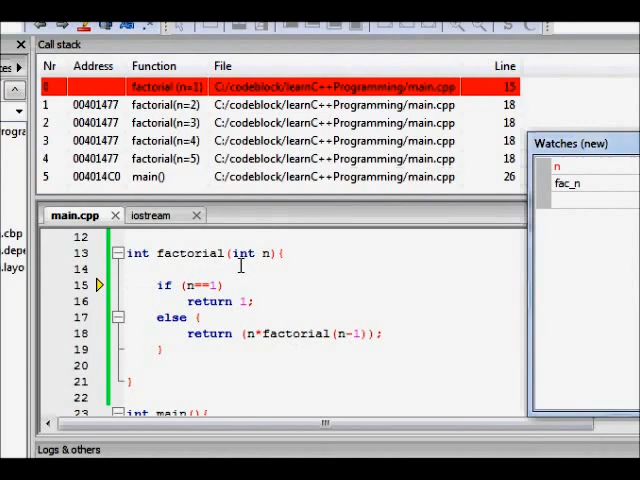 Call stack
Nr Address Function File Line
0 factorial (n=1) C:/codeblock/learnC++Programming/main.cpp 15
1 00401477 factorial(n=2) C:/codeblock/learnC++Programming/main.cpp 18
2 00401477 factorial(n=3) C:/codeblock/learnC++Programming/main.cpp 18
3 00401477 factorial(n=4) C:/codeblock/learnC++Programming/main.cpp 18
4 00401477 factorial(n=5) C:/codeblock/learnC++Programming/main.cpp 18
5 004014C0 main() C:/codeblock/learnC++Programming/main.cpp 26
Watches (new)
n
fac_n
.cbp
.depe
.layo
main.cpp iostream
12
13 int factorial(int n){
14
15 if (n==1)
16 return 1;
17 else {
18 return (n*factorial(n-1));
19 }
20
21 }
23 int main(){
Logs & others